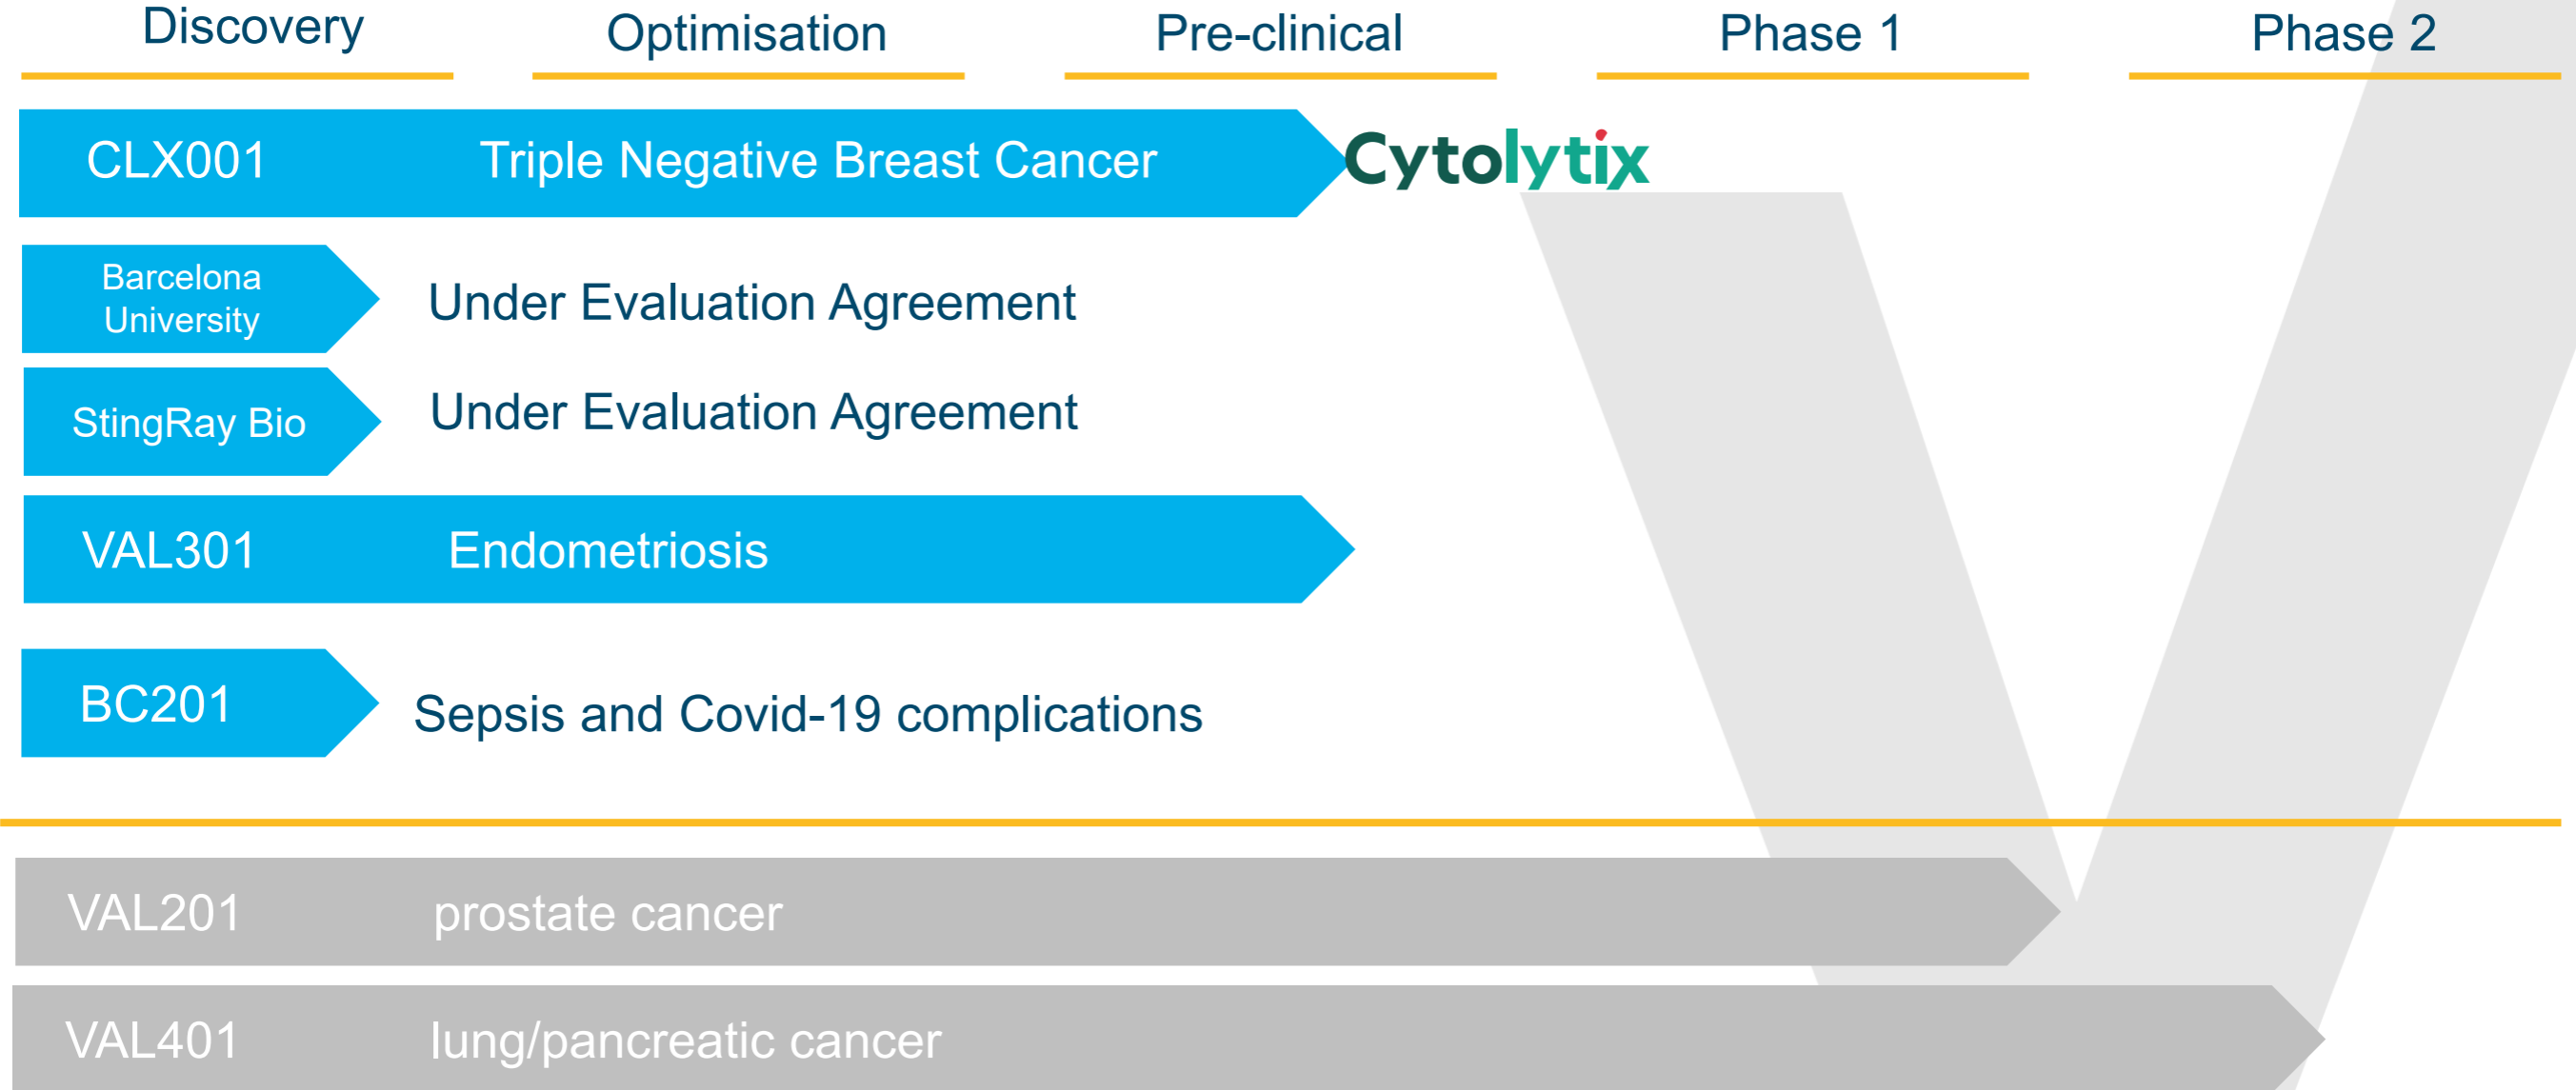 Discovery Optimisation Pre-clinical Phase 1 Phase 2
CLX001 Triple Negative Breast Cancer Cytolytix
Barcelona
University
Under Evaluation Agreement
StingRay Bio Under Evaluation Agreement
VAL301 Endometriosis
BC201 Sepsis and Covid-19 complications
VAL201 prostate cancer
VAL401 lung/pancreatic cancer